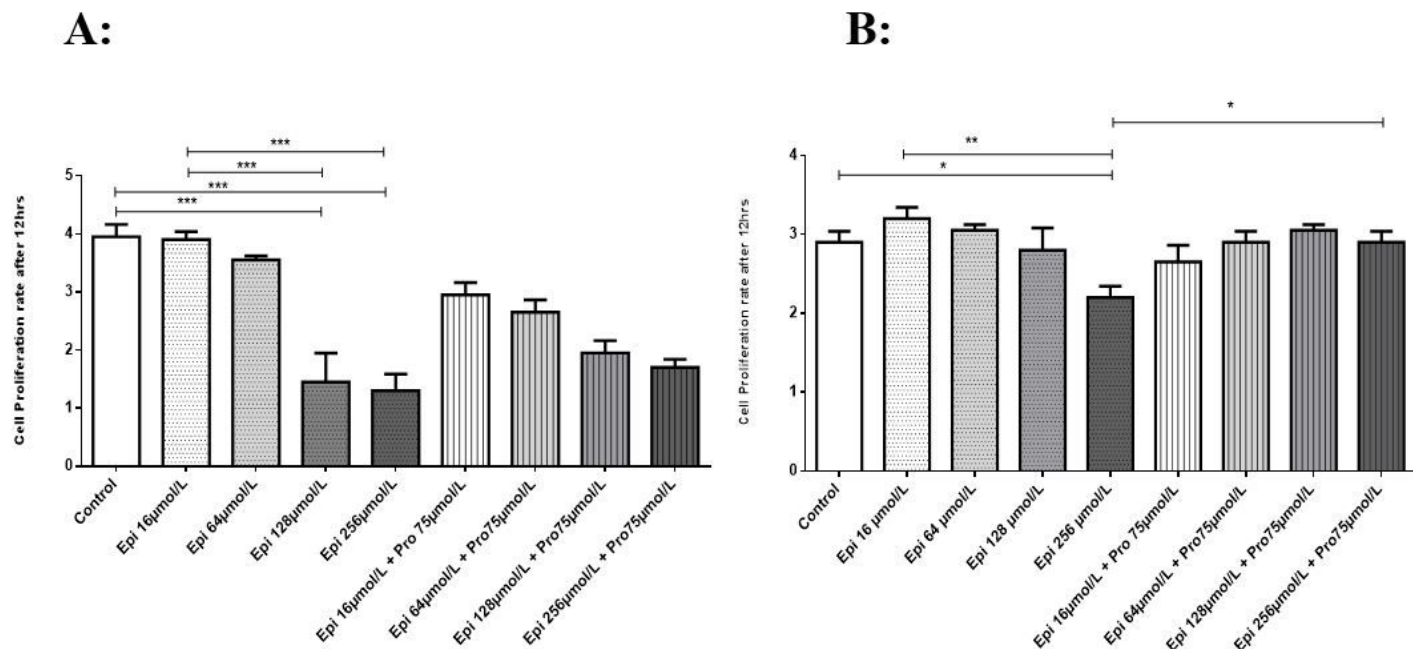 A:
B:
***
***
***
***
5
4
3
2
1
0
Cell Proliferation rate after 12hrs
Control
Epi 16µmol/L
Epi 64µmol/L
Epi 128µmol/L
Epi 256µmol/L
Epi 16µmol/L + Pro 75µmol/L
Epi 64µmol/L + Pro75µmol/L
Epi 128µmol/L + Pro75µmol/L
Epi 256µmol/L + Pro75µmol/L
*
**
*
4
3
2
1
0
Cell Proliferation rate after 12hrs
Control
Epi 16 µmol/L
Epi 64 µmol/L
Epi 128 µmol/L
Epi 256 µmol/L
Epi 16µmol/L + Pro 75µmol/L
Epi 64µmol/L + Pro75µmol/L
Epi 128µmol/L + Pro75µmol/L
Epi 256µmol/L + Pro75µmol/L